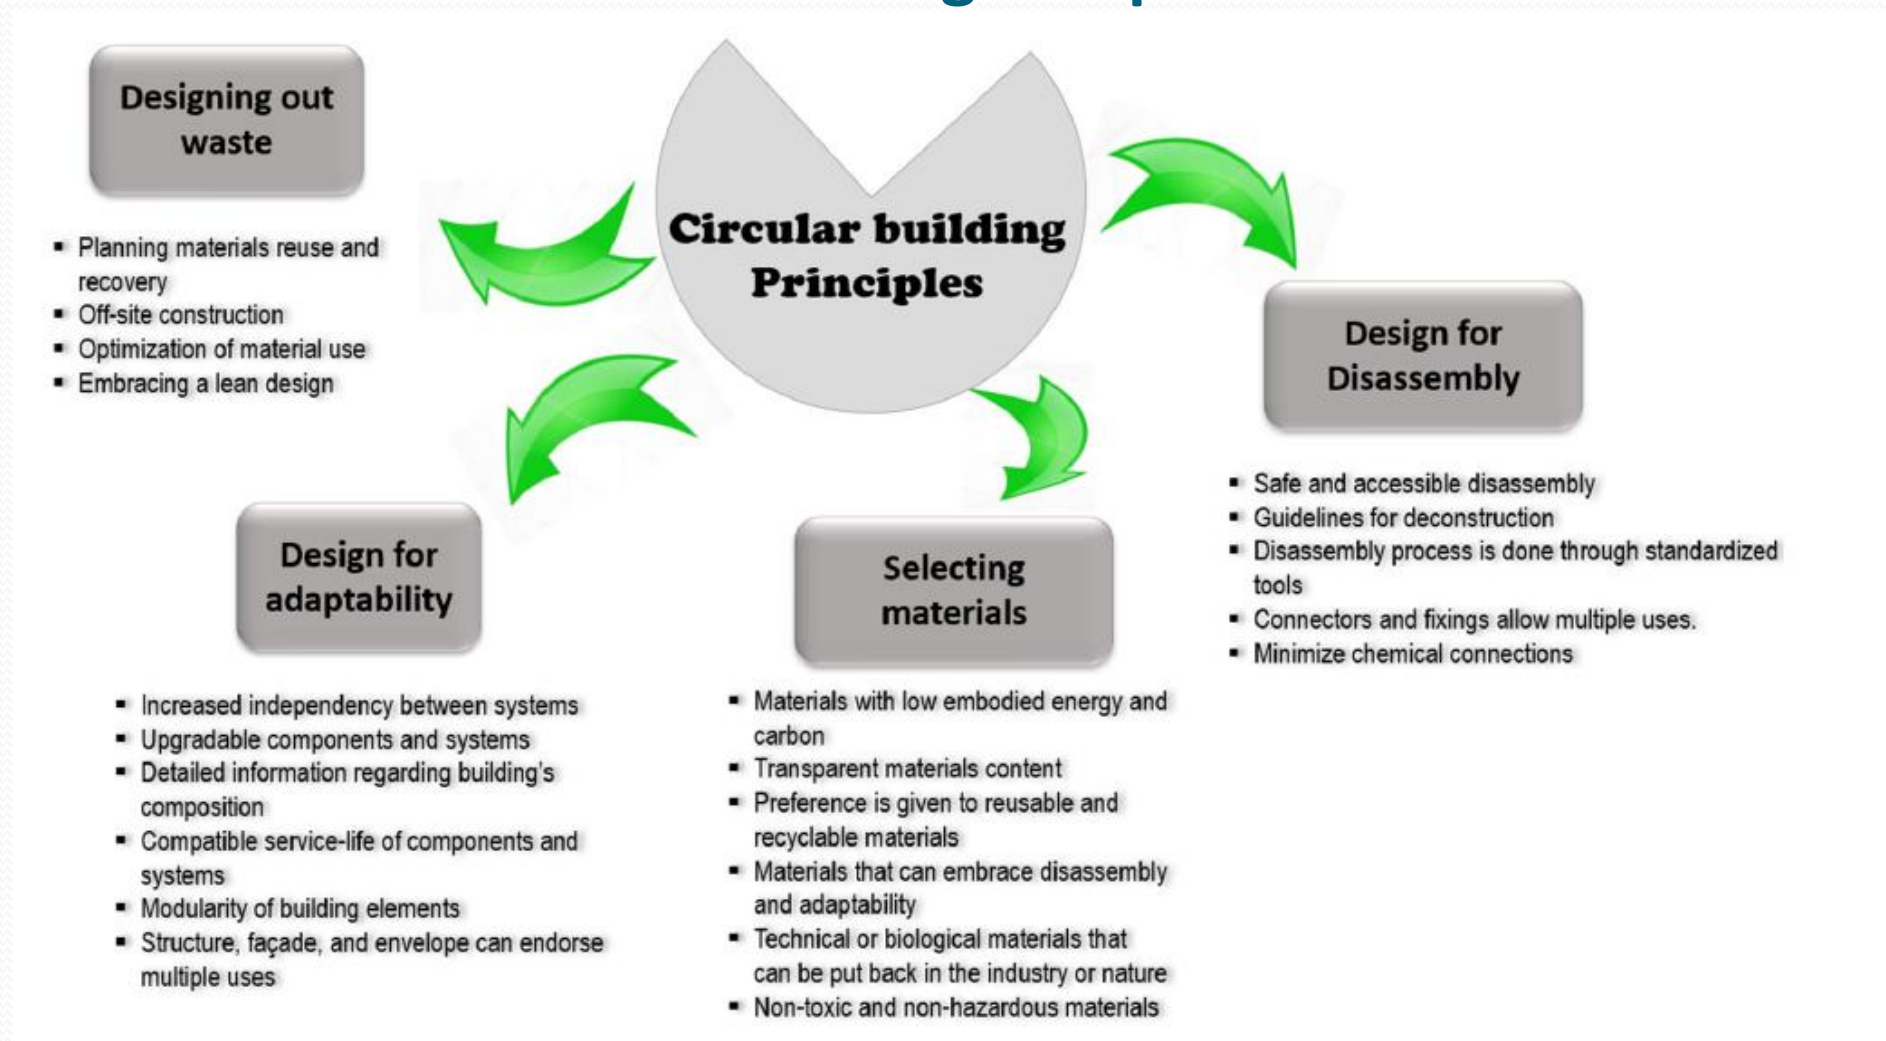 Designing out
waste
Planning materials reuse and
recovery
Off-site construction
Optimization of material use
Embracing a lean design
Circular building
Principles
Design for
Disassembly
Safe and accessible disassembly
Guidelines for deconstruction
Disassembly process is done through standardized
tools
Connectors and fixings allow multiple uses.
Minimize chemical connections
Design for
adaptability
Increased independency between systems
Upgradable components and systems
Detailed information regarding building's
composition
Compatible service-life of components and
systems
Modularity of building elements
Structure, façade, and envelope can endorse
multiple uses
Selecting
materials
Materials with low embodied energy and
carbon
Transparent materials content
Preference is given to reusable and
recyclable materials
Materials that can embrace disassembly
and adaptability
Technical or biological materials that
can be put back in the industry or nature
Non-toxic and non-hazardous materials